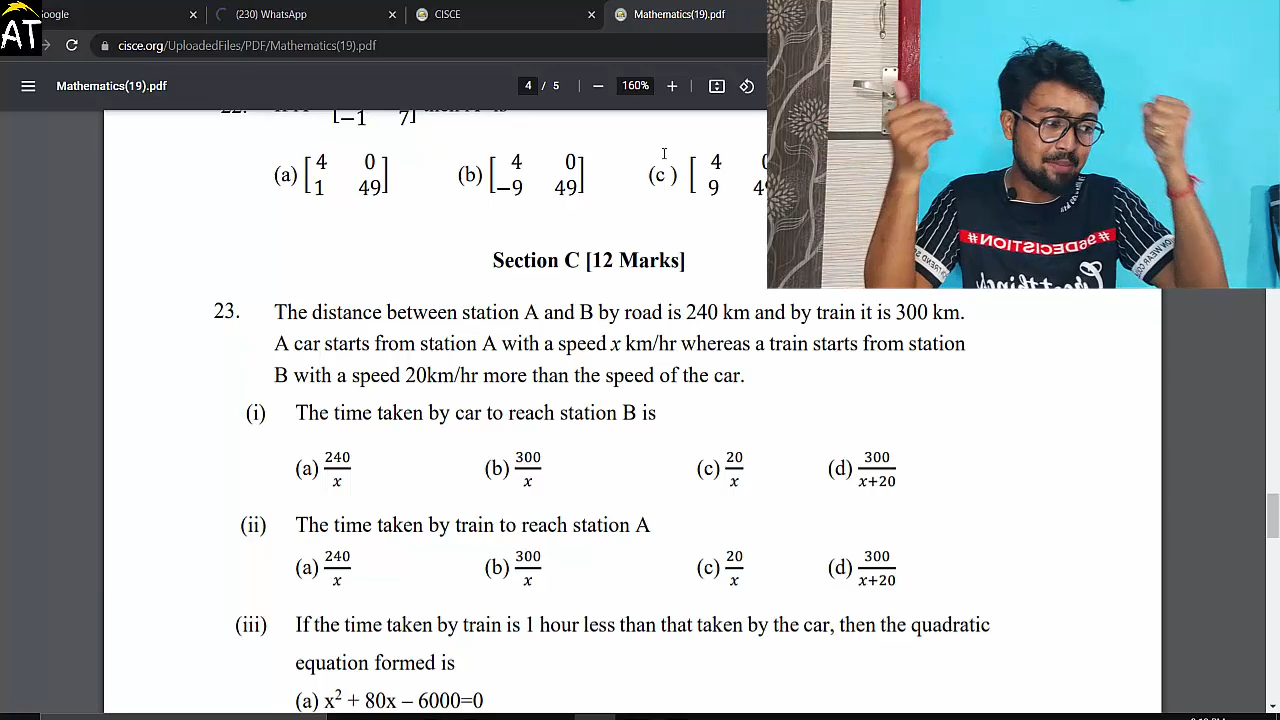 AT
oogle
(230) WhatsApp
CISCE
Mathematics(19).pdf
cisce.org/UploadedFiles/PDF/Mathematics(19).pdf
Mathematics(19).pdf
4 / 5
160%
[−1 7]
(a) [4 0 (b) [4 0 (c ) [ 4
1 49] −9 49] 9
Section C [12 Marks]
#96DECISTION#
23. The distance between station A and B by road is 240 km and by train it is 300 km.
A car starts from station A with a speed x km/hr whereas a train starts from station
B with a speed 20km/hr more than the speed of the car.
(i) The time taken by car to reach station B is
(a) 240/x (b) 300/x (c) 20/x (d) 300/x+20
(ii) The time taken by train to reach station A
(a) 240/x (b) 300/x (c) 20/x (d) 300/x+20
(iii) If the time taken by train is 1 hour less than that taken by the car, then the quadratic
equation formed is
(a) x² + 80x – 6000=0